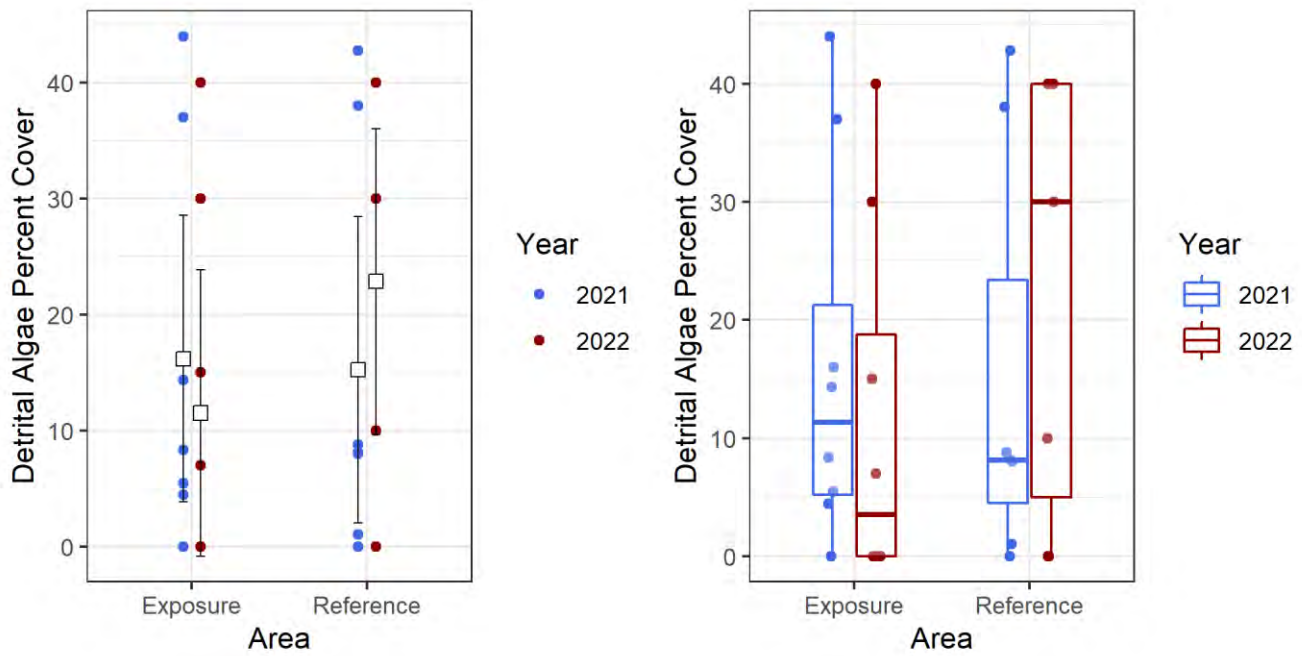 Detrital Algae Percent Cover
40
30
20
10
0
Exposure
Reference
Area
Year
2021
2022
Detrital Algae Percent Cover
40
30
20
10
0
Exposure
Reference
Area
Year
2021
2022